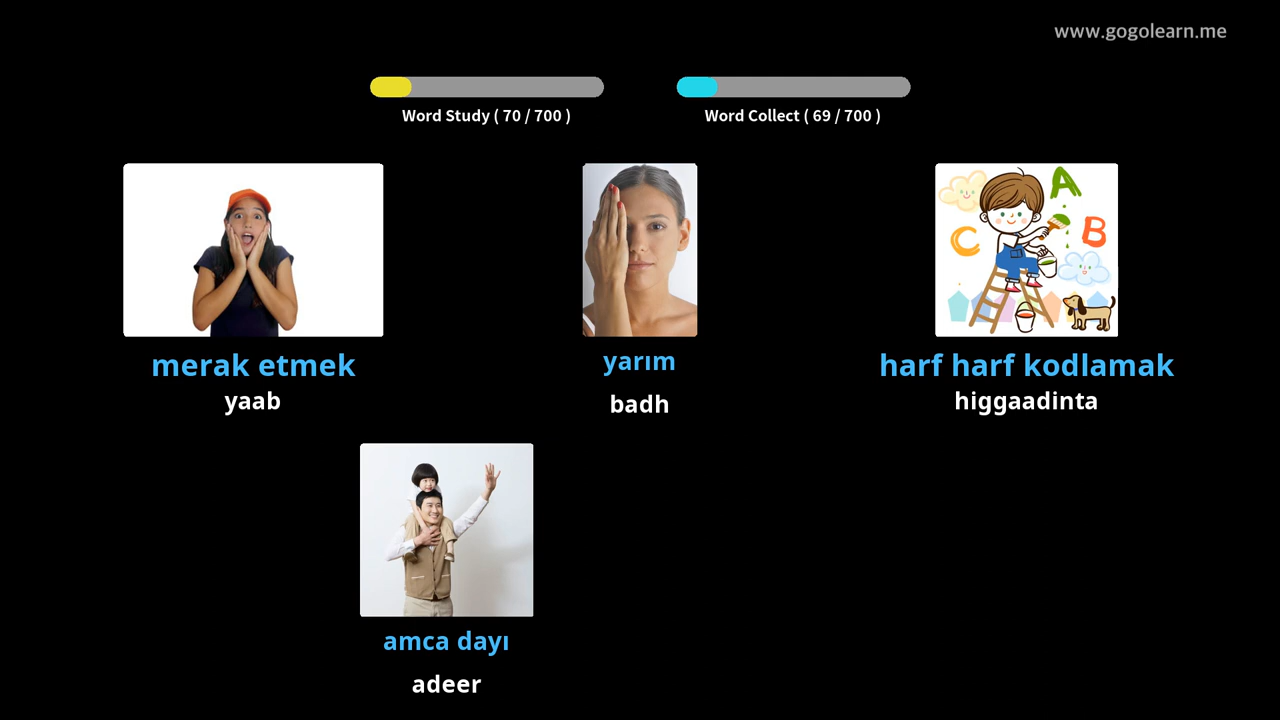 www.gogolearn.me
Word Study ( 70 / 700 )
Word Collect ( 69 / 700 )
A
B
C
merak etmek
yaab
yarım
badh
harf harf kodlamak
higgaadinta
amca dayı
adeer